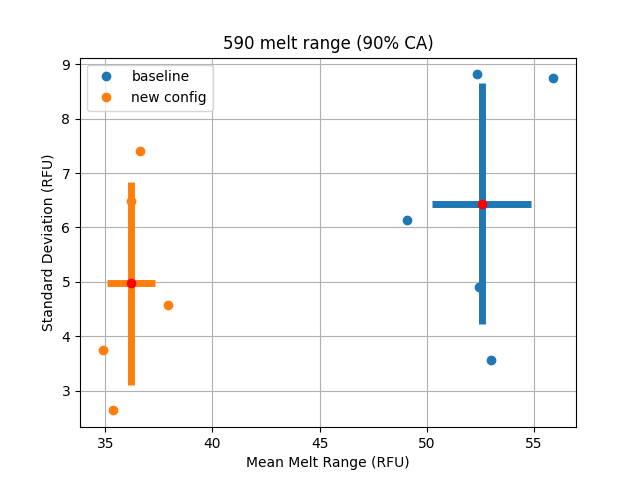 590 melt range (90% CA)
baseline
new config
9
8
7
6
5
4
3
Standard Deviation (RFU)
35 40 45 50 55
Mean Melt Range (RFU)